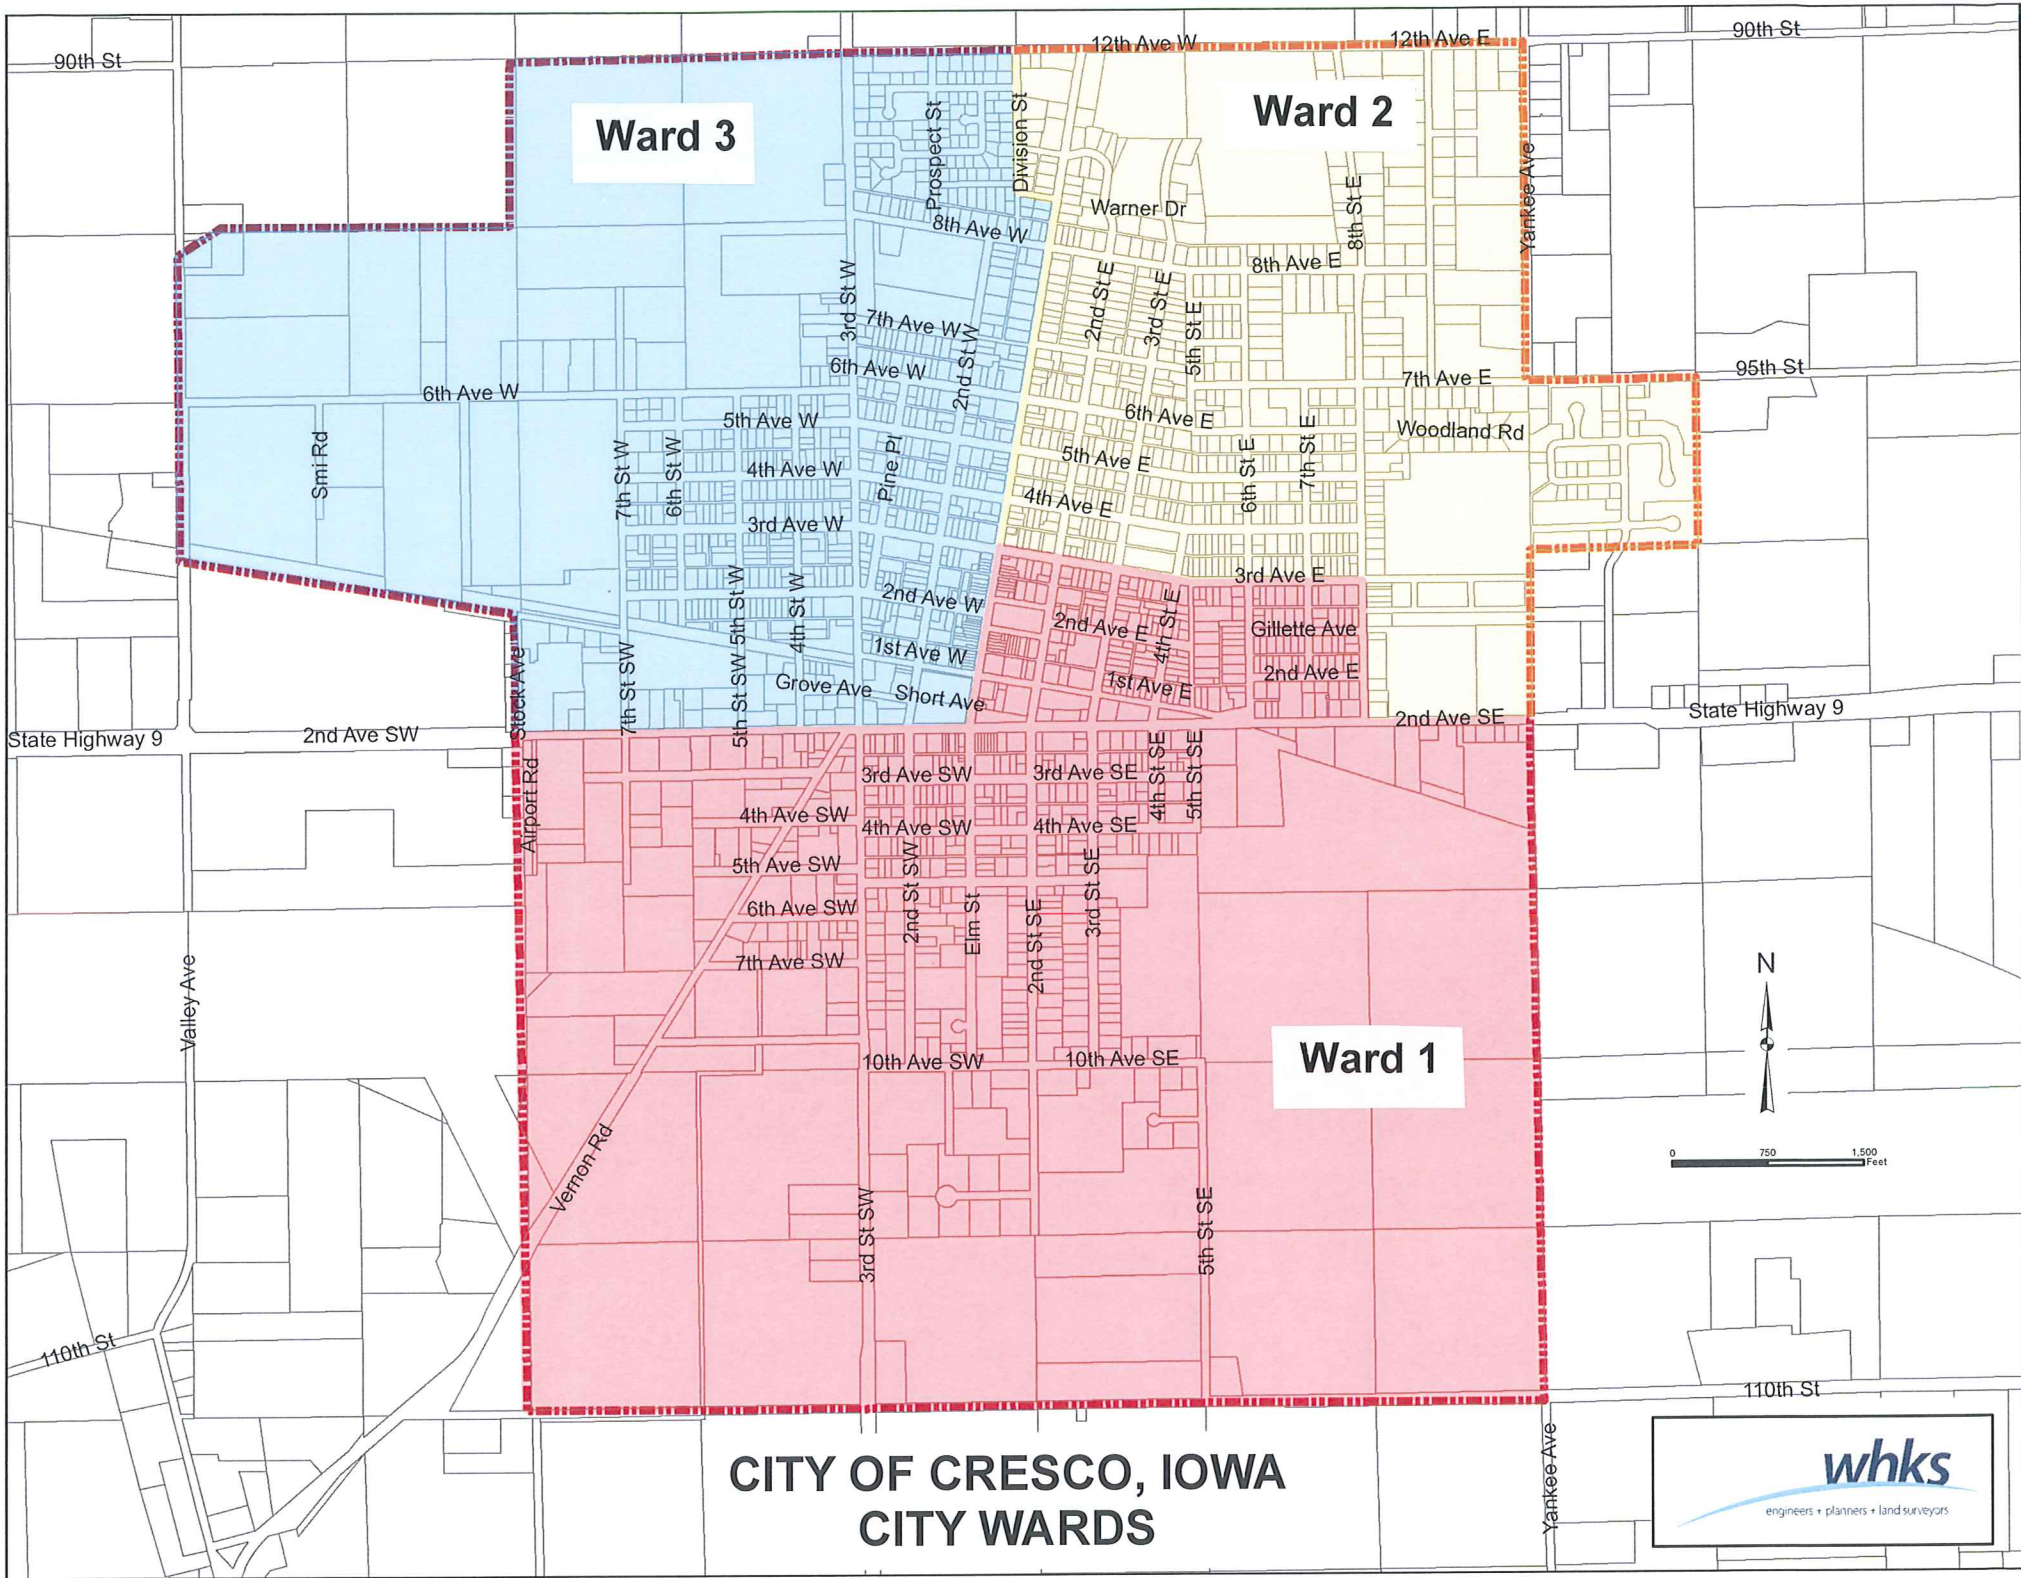 12th Ave W
12th Ave E
90th St
90th St
Ward 3
Ward 2
Prospect St
Division St
Yankee Ave
Warner Dr
8th St E
8th Ave W
8th Ave E
3rd St W
2nd St E
3rd St E
5th St E
7th Ave W
2nd St W
6th Ave W
95th St
7th Ave E
6th Ave W
5th Ave W
6th Ave E
Woodland Rd
Smi Rd
7th St W
6th St W
4th Ave W
Pine Pl
5th Ave E
6th St E
7th St E
4th Ave E
3rd Ave W
3rd Ave E
5th St W
4th St W
2nd Ave W
2nd Ave E
4th St E
Gillette Ave
1st Ave W
2nd Ave E
1st Ave E
Stock Ave
7th St SW
5th St SW
Grove Ave
Short Ave
State Highway 9
2nd Ave SW
2nd Ave SE
State Highway 9
Airport Rd
3rd Ave SW
3rd Ave SE
4th St SE
5th St SE
4th Ave SW
4th Ave SW
4th Ave SE
5th Ave SW
2nd St SW
3rd St SE
6th Ave SW
Elm St
2nd St SE
7th Ave SW
Valley Ave
N
10th Ave SW
10th Ave SE
Ward 1
Vernon Rd
0 750 1,500
Feet
3rd St SW
5th St SE
110th St
110th St
Yankee Ave
CITY OF CRESCO, IOWA
CITY WARDS
whks
engineers + planners + land surveyors